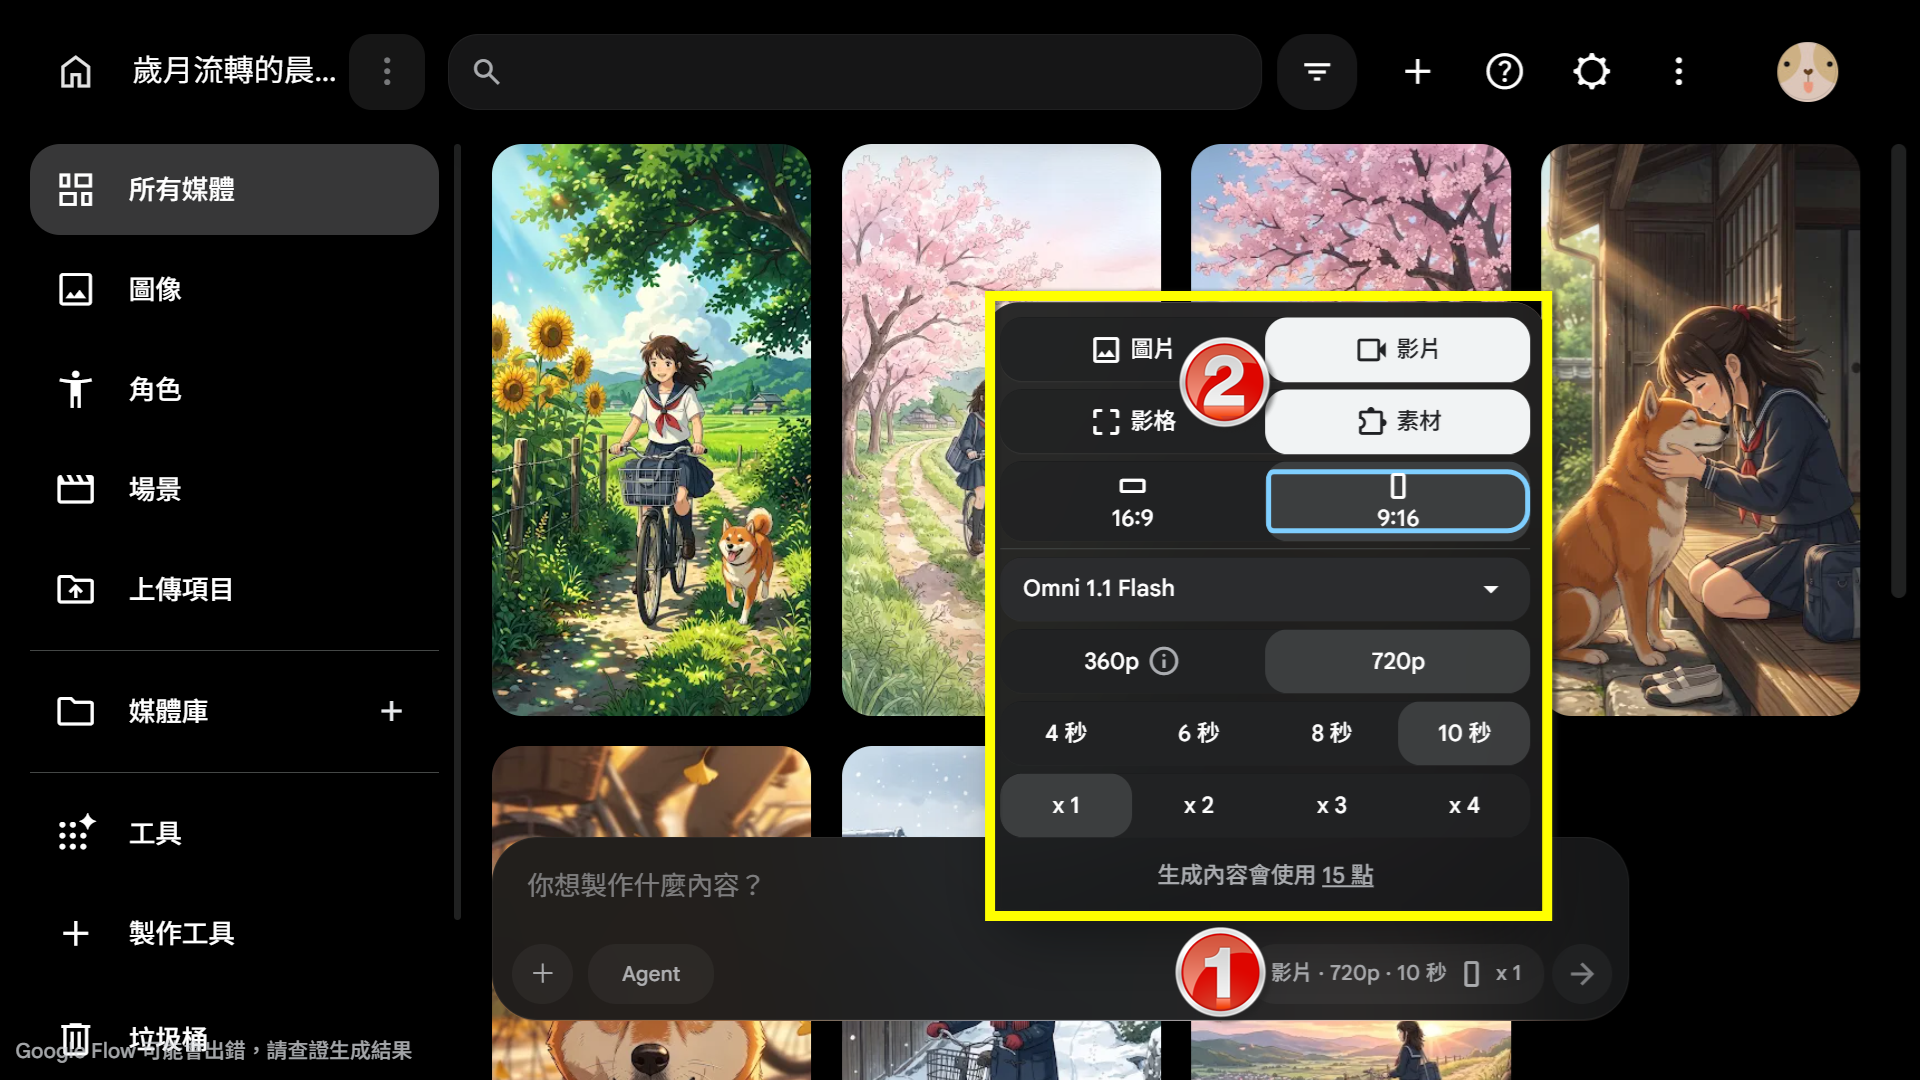 歲月流轉的晨...
所有媒體
圖像
角色
場景
上傳項目
媒體庫
工具
製作工具
垃圾桶
Google Flow 可能會出錯，請查證生成結果
圖片
影片
2
影格
素材
16:9
9:16
Omni 1.1 Flash
360p
720p
4 秒
6 秒
8 秒
10 秒
x 1
x 2
x 3
x 4
生成內容會使用 15 點
你想製作什麼內容？
Agent
1
影片 · 720p · 10 秒
x 1